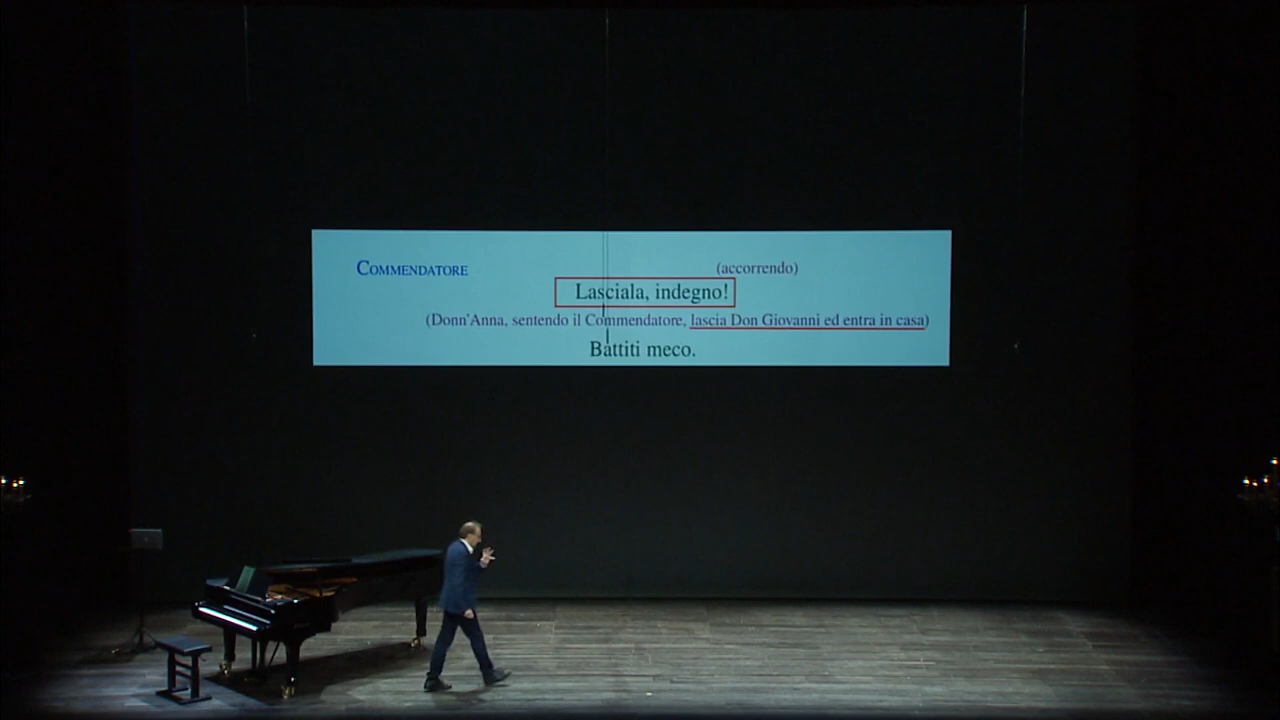 COMMENDATORE (accorrendo)
Lasciala, indegno!
(Donn'Anna, sentendo il Commendatore, lascia Don Giovanni ed entra in casa)
Battiti meco.